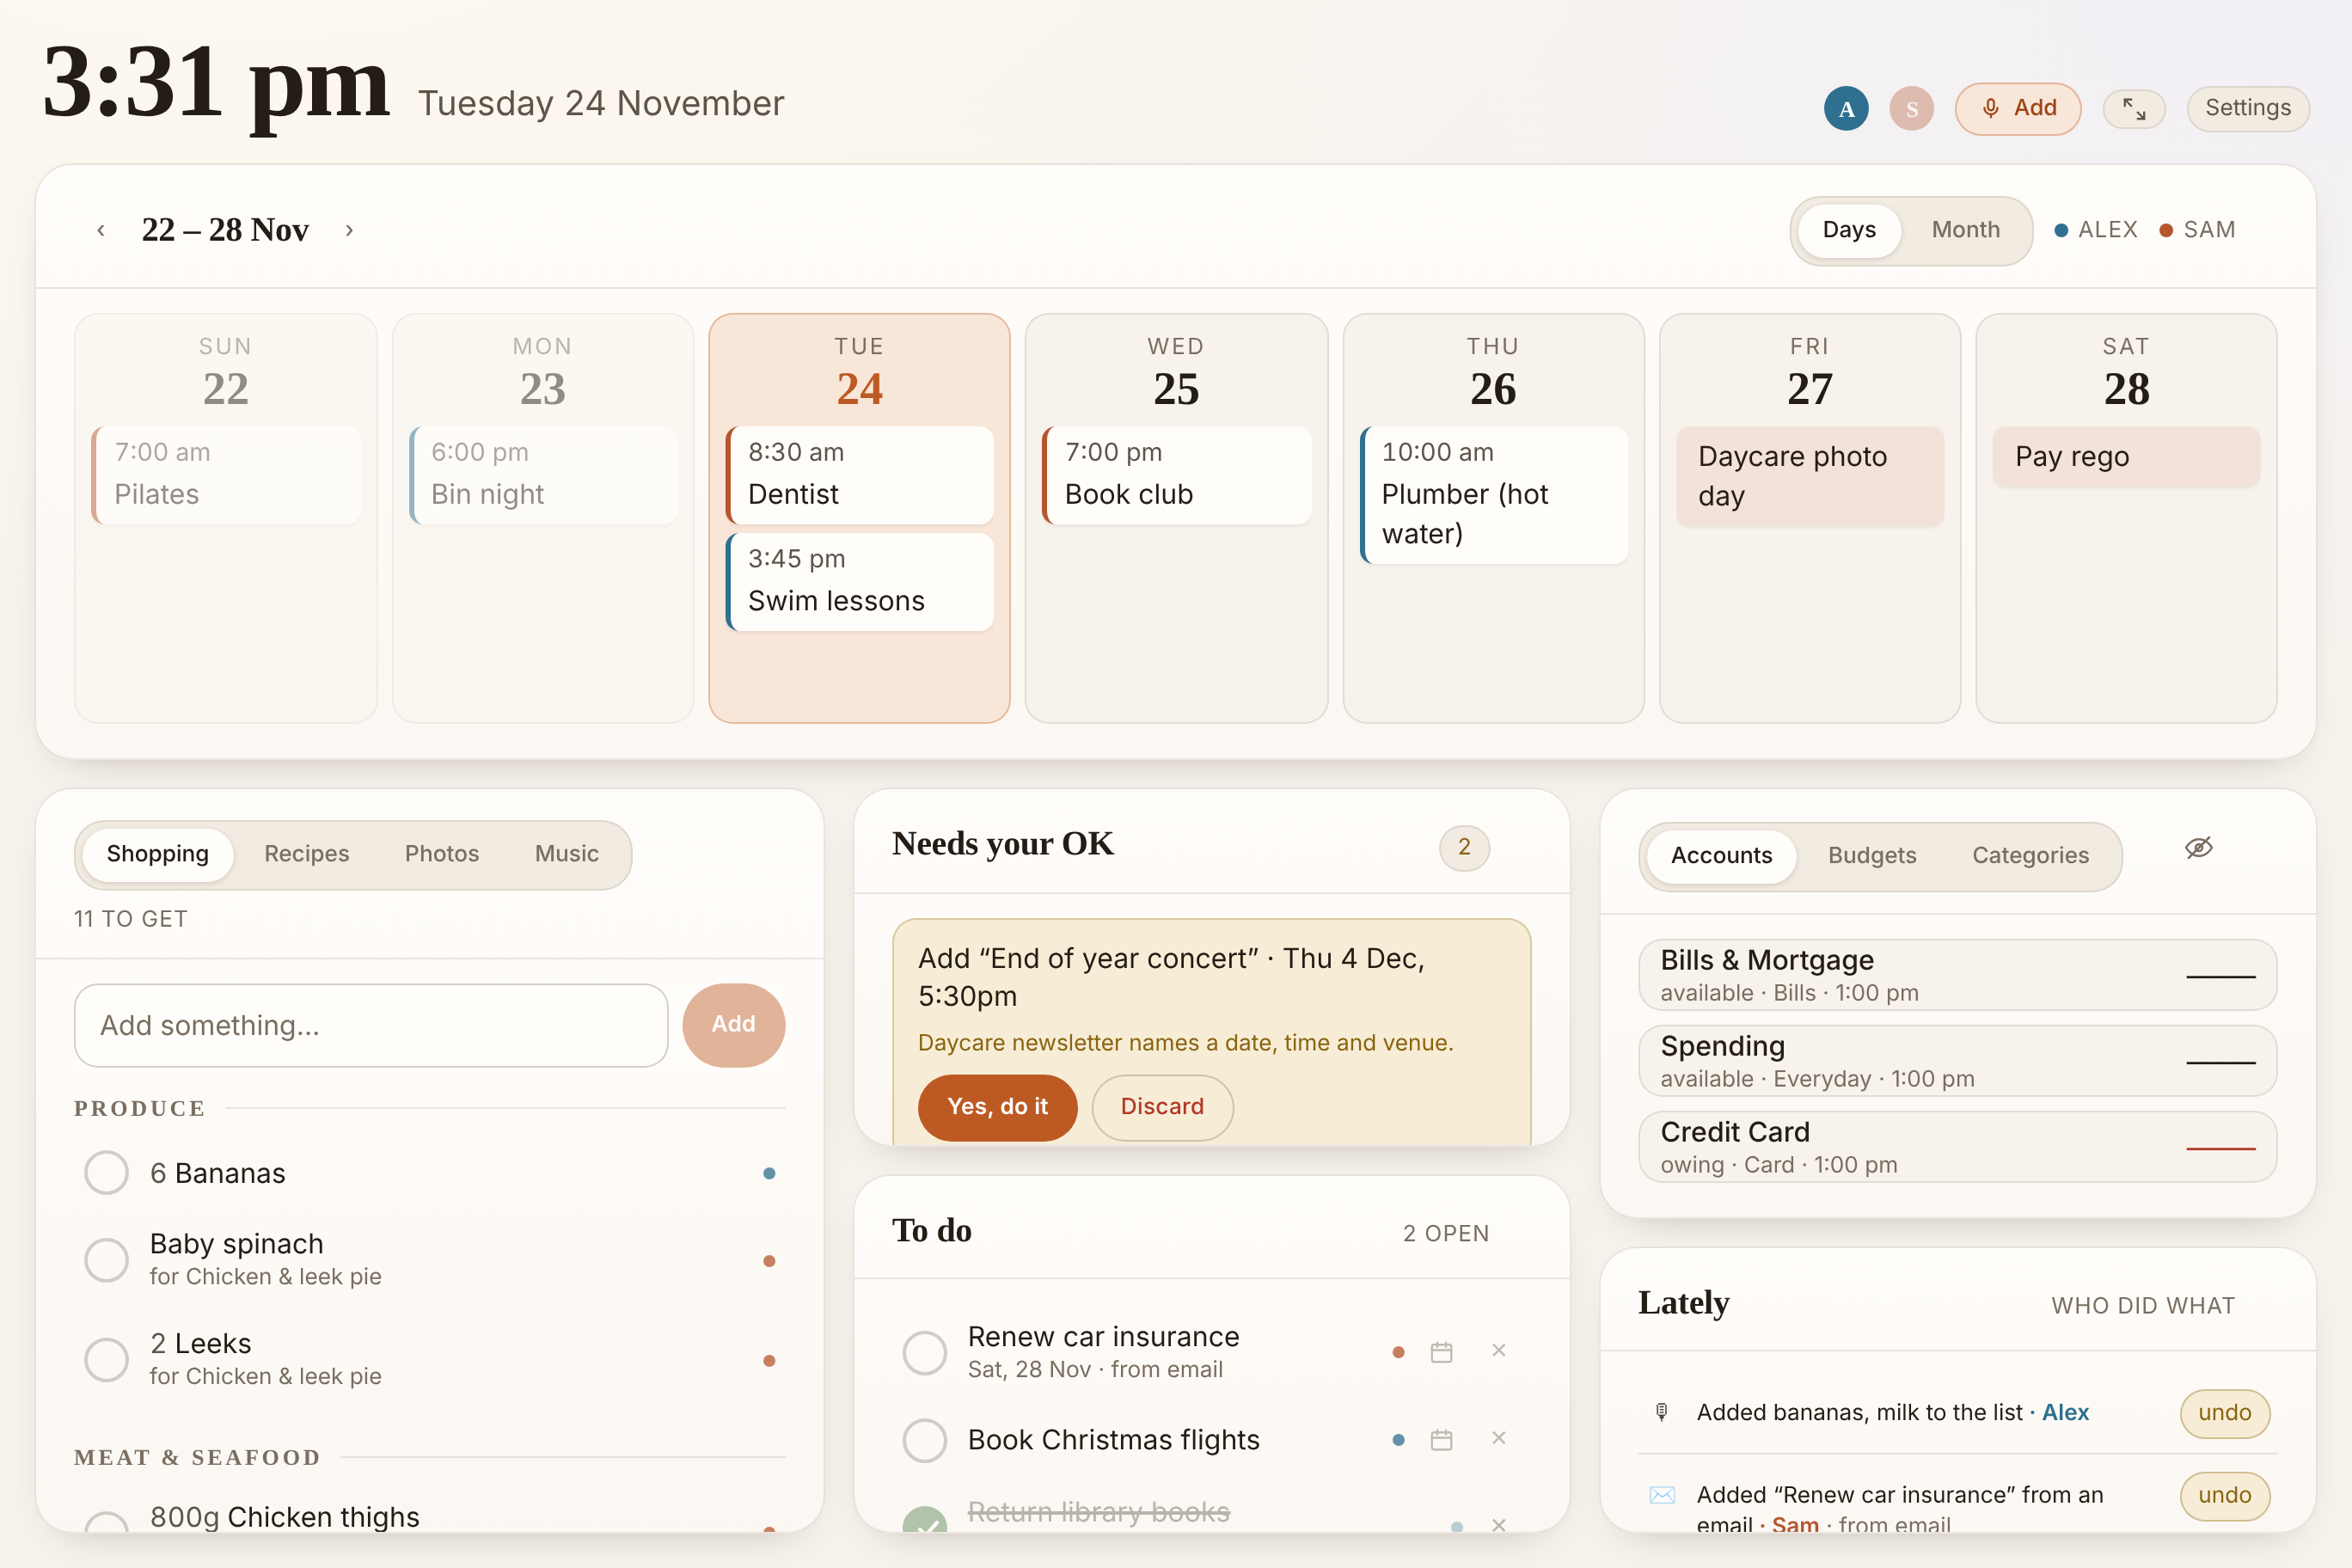 3:31 pm
Tuesday 24 November
A
S
Add
Settings
‹ 22 – 28 Nov ›
Days
Month
ALEX
SAM
SUN
22
7:00 am
Pilates
MON
23
6:00 pm
Bin night
TUE
24
8:30 am
Dentist
3:45 pm
Swim lessons
WED
25
7:00 pm
Book club
THU
26
10:00 am
Plumber (hot
water)
FRI
27
Daycare photo
day
SAT
28
Pay rego
Shopping
Recipes
Photos
Music
11 TO GET
Add something...
Add
PRODUCE
6 Bananas
Baby spinach
for Chicken & leek pie
2 Leeks
for Chicken & leek pie
MEAT & SEAFOOD
800g Chicken thighs
Needs your OK
2
Add “End of year concert” · Thu 4 Dec,
5:30pm
Daycare newsletter names a date, time and venue.
Yes, do it
Discard
To do
2 OPEN
Renew car insurance
Sat, 28 Nov · from email
Book Christmas flights
Return library books
Accounts
Budgets
Categories
Bills & Mortgage
available · Bills · 1:00 pm
Spending
available · Everyday · 1:00 pm
Credit Card
owing · Card · 1:00 pm
Lately
WHO DID WHAT
Added bananas, milk to the list · Alex
undo
Added “Renew car insurance” from an
email · Sam · from email
undo